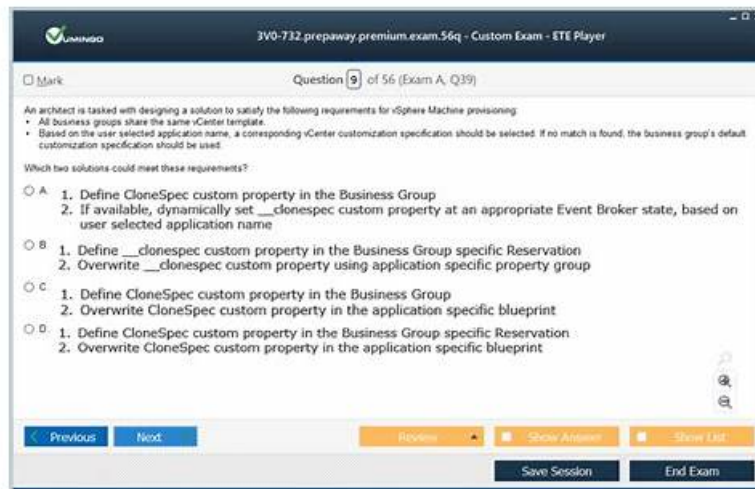 VUMINGO
3V0-732.prepaway.premium.exam.56q - Custom Exam - ETE Player
Mark
Question 9 of 56 (Exam A, Q39)
An architect is tasked with designing a solution to satisfy the following requirements for vSphere Machine provisioning:
• All business groups share the same vCenter template.
• Based on the user selected application name, a corresponding vCenter customization specification should be selected. If no match is found, the business group's default
customization specification should be used.
Which two solutions could meet these requirements?
A. 1. Define CloneSpec custom property in the Business Group
2. If available, dynamically set __clonespec custom property at an appropriate Event Broker state, based on
user selected application name
B. 1. Define __clonespec custom property in the Business Group specific Reservation
2. Overwrite __clonespec custom property using application specific property group
C. 1. Define CloneSpec custom property in the Business Group
2. Overwrite CloneSpec custom property in the application specific blueprint
D. 1. Define CloneSpec custom property in the Business Group specific Reservation
2. Overwrite CloneSpec custom property in the application specific blueprint
Previous Next Review Show Answer Show List
Save Session End Exam